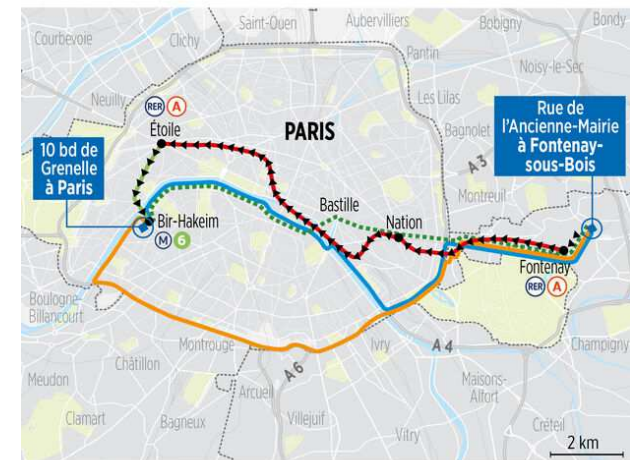 Saint-Ouen
Aubervilliers
Bobigny
Bondy
Courbevoie
Clichy
Pantin
Noisy-le-Sec
Neuilly
Les Lilas
RER A
Étoile
PARIS
Bagnolet
A 3
Rue de
l'Ancienne-Mairie
à Fontenay-
sous-Bois
10 bd de
Grenelle
à Paris
Montreuil
Bastille
Nation
Bir-Hakeim
M 6
Fontenay
RER A
Boulogne-
Billancourt
Montrouge
Ivry
A 4
Champigny
Châtillon
A 6
Meudon
Arcueil
Maisons-
Alfort
Clamart
Bagneux
Villejuif
Vitry
Créteil
2 km